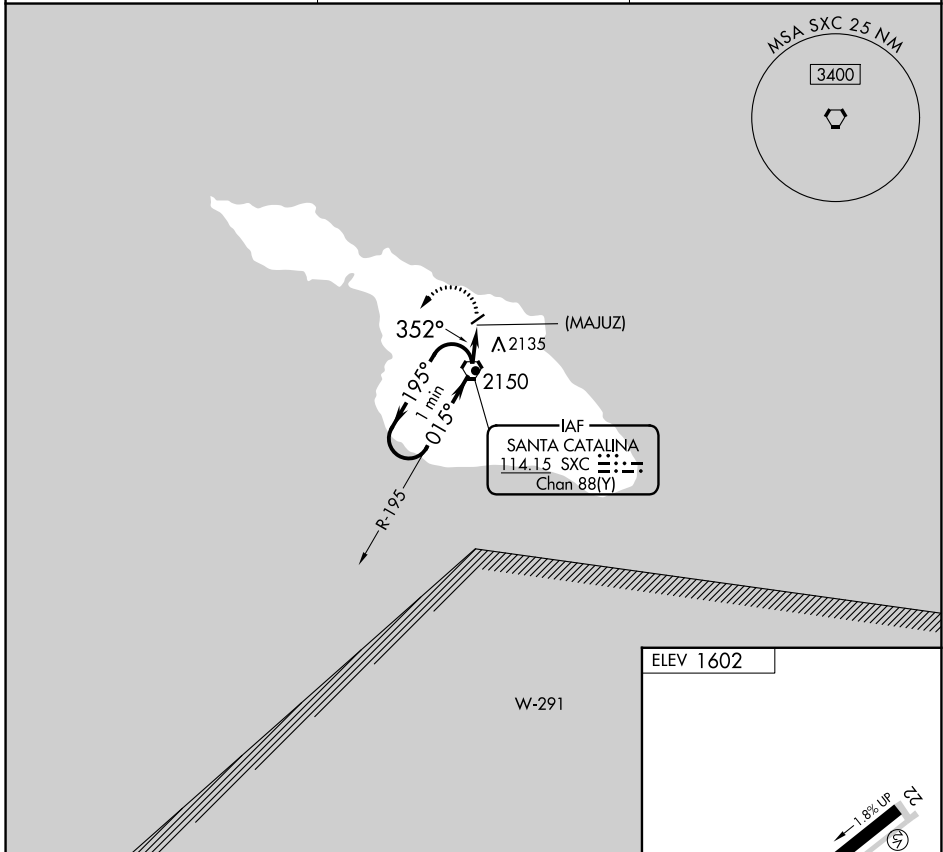 MSA SXC 25 NM
3400
(MAJUZ)
352°
2135
2150
195°
1 min
015°
IAF
SANTA CATALINA
114.15 SXC
Chan 88(Y)
R-195
ELEV 1602
W-291
1.8% UP
22